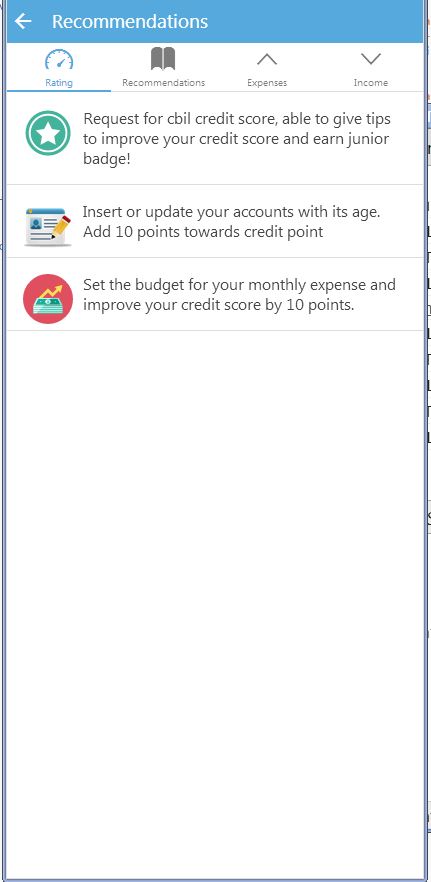 Recommendations
Rating
Recommendations
Expenses
Income
Request for cbil credit score, able to give tips
to improve your credit score and earn junior
badge!
Insert or update your accounts with its age.
Add 10 points towards credit point
Set the budget for your monthly expense and
improve your credit score by 10 points.